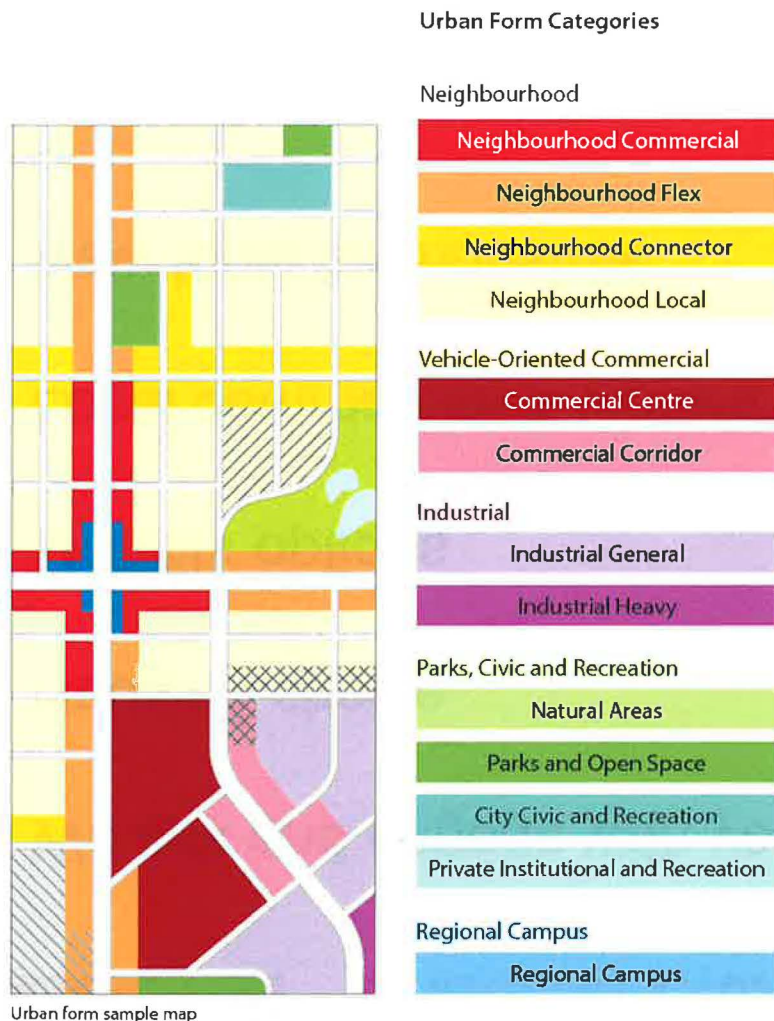 Urban Form Categories
Neighbourhood
Neighbourhood Commercial
Neighbourhood Flex
Neighbourhood Connector
Neighbourhood Local
Vehicle-Oriented Commercial
Commercial Centre
Commercial Corridor
Industrial
Industrial General
Industrial Heavy
Parks, Civic and Recreation
Natural Areas
Parks and Open Space
City Civic and Recreation
Private Institutional and Recreation
Regional Campus
Regional Campus
Urban form sample map